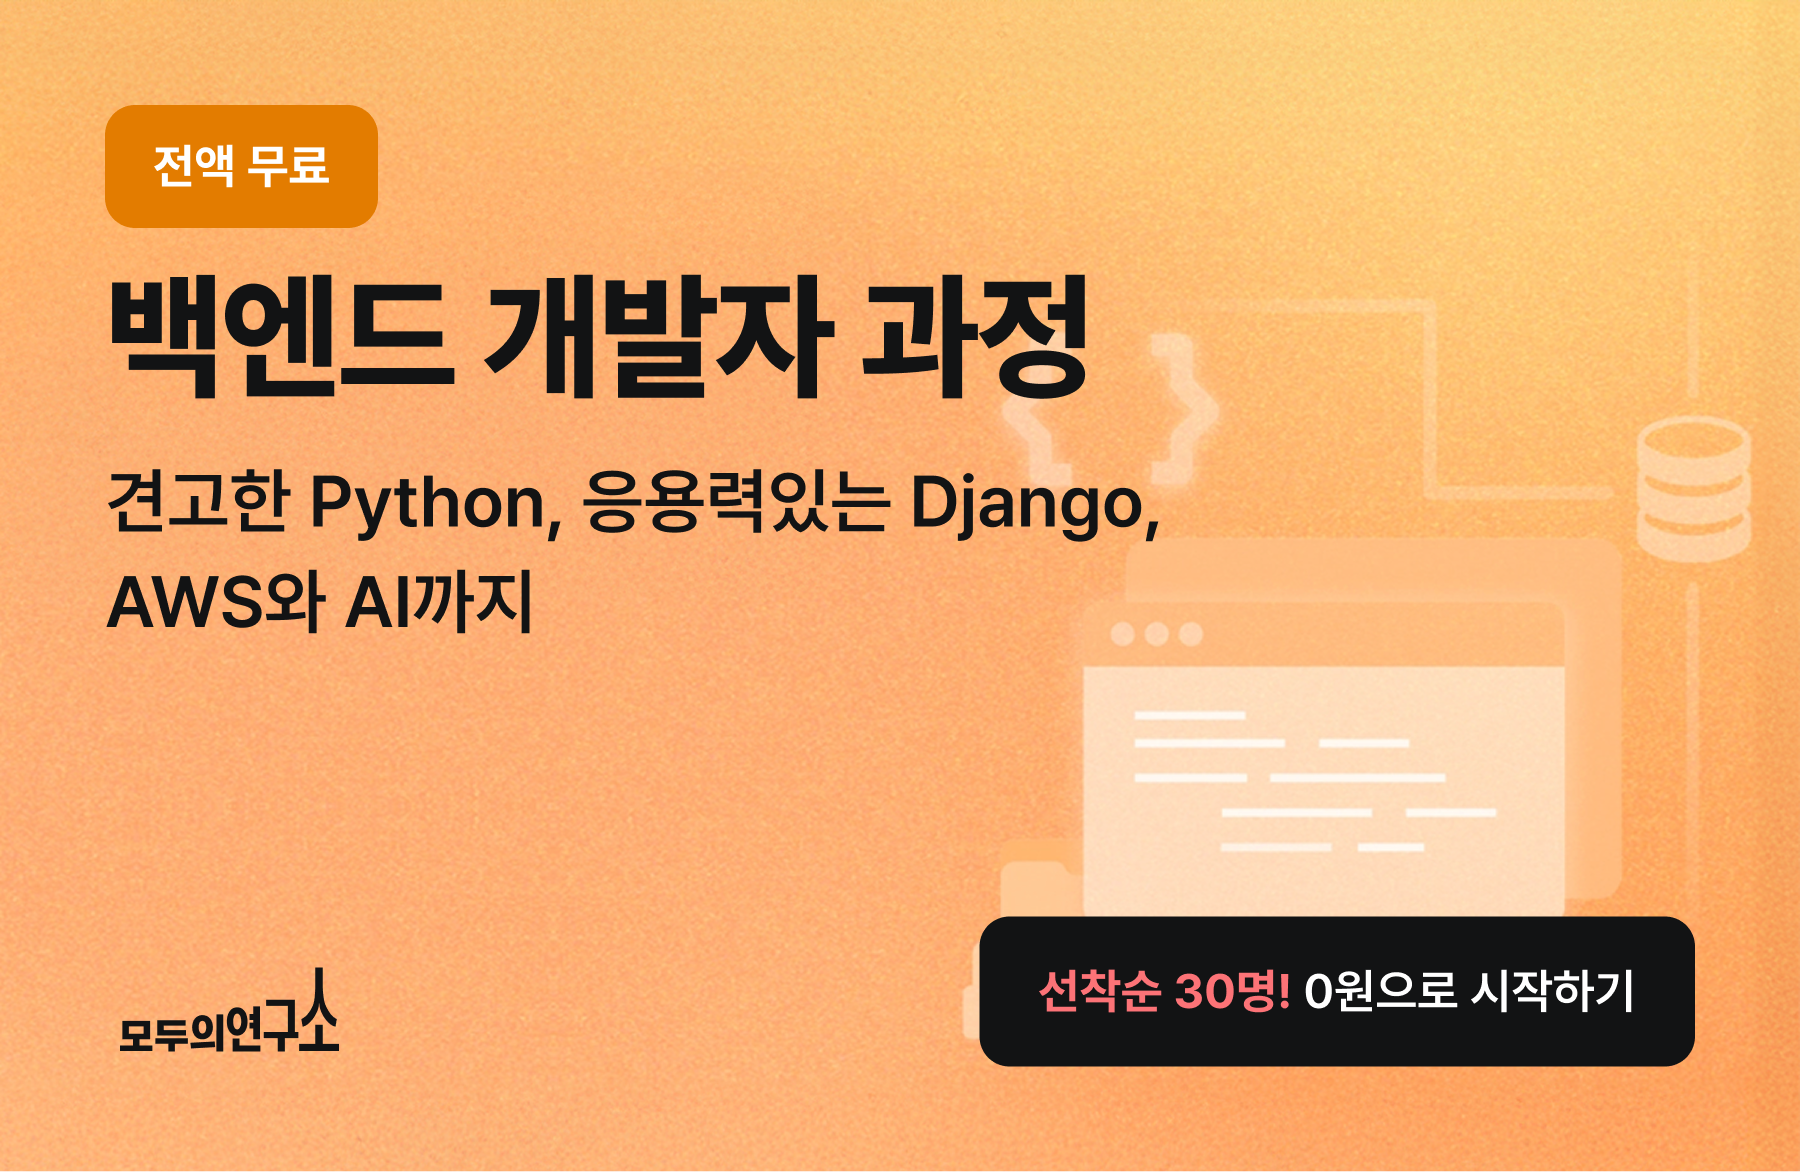 전액 무료
백엔드 개발자 과정
견고한 Python, 응용력있는 Django,
AWS와 AI까지
모두의연구소
선착순 30명! 0원으로 시작하기